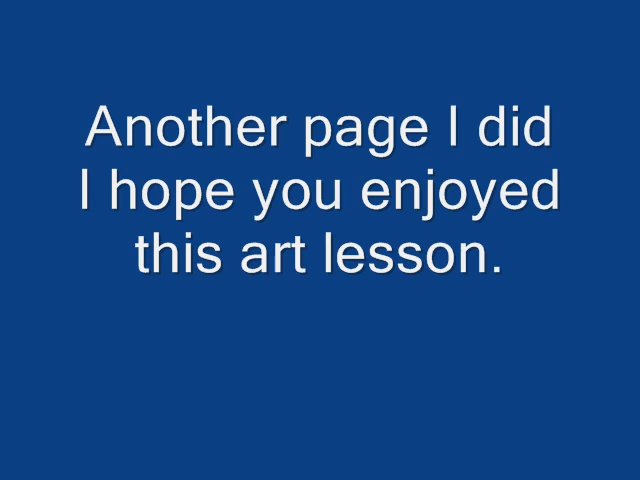 Another page I did
I hope you enjoyed
this art lesson.